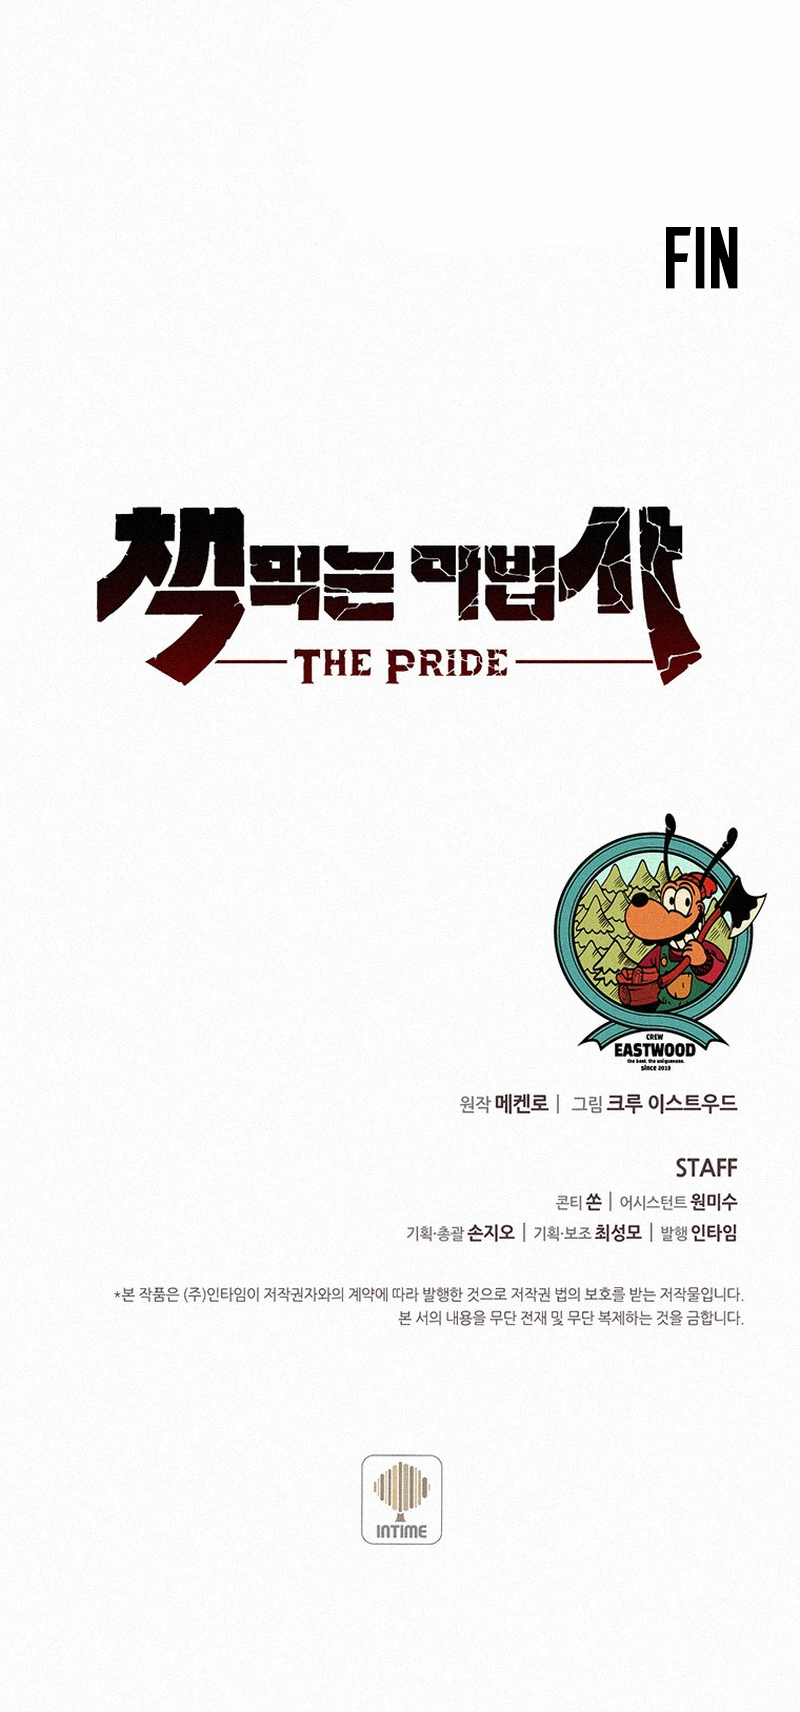 FIN
책 먹는 마법사
THE PRIDE
CREW
EASTWOOD
the best. the uniqueness.
since 2019
원작 메켄로 | 그림 크루 이스트우드
STAFF
콘티 쏜 | 어시스턴트 원미수
기획·총괄 손지오 | 기획·보조 최성모 | 발행 인타임
*본 작품은 (주)인타임이 저작권자와의 계약에 따라 발행한 것으로 저작권 법의 보호를 받는 저작물입니다.
본 서의 내용을 무단 전재 및 무단 복제하는 것을 금합니다.
INTIME